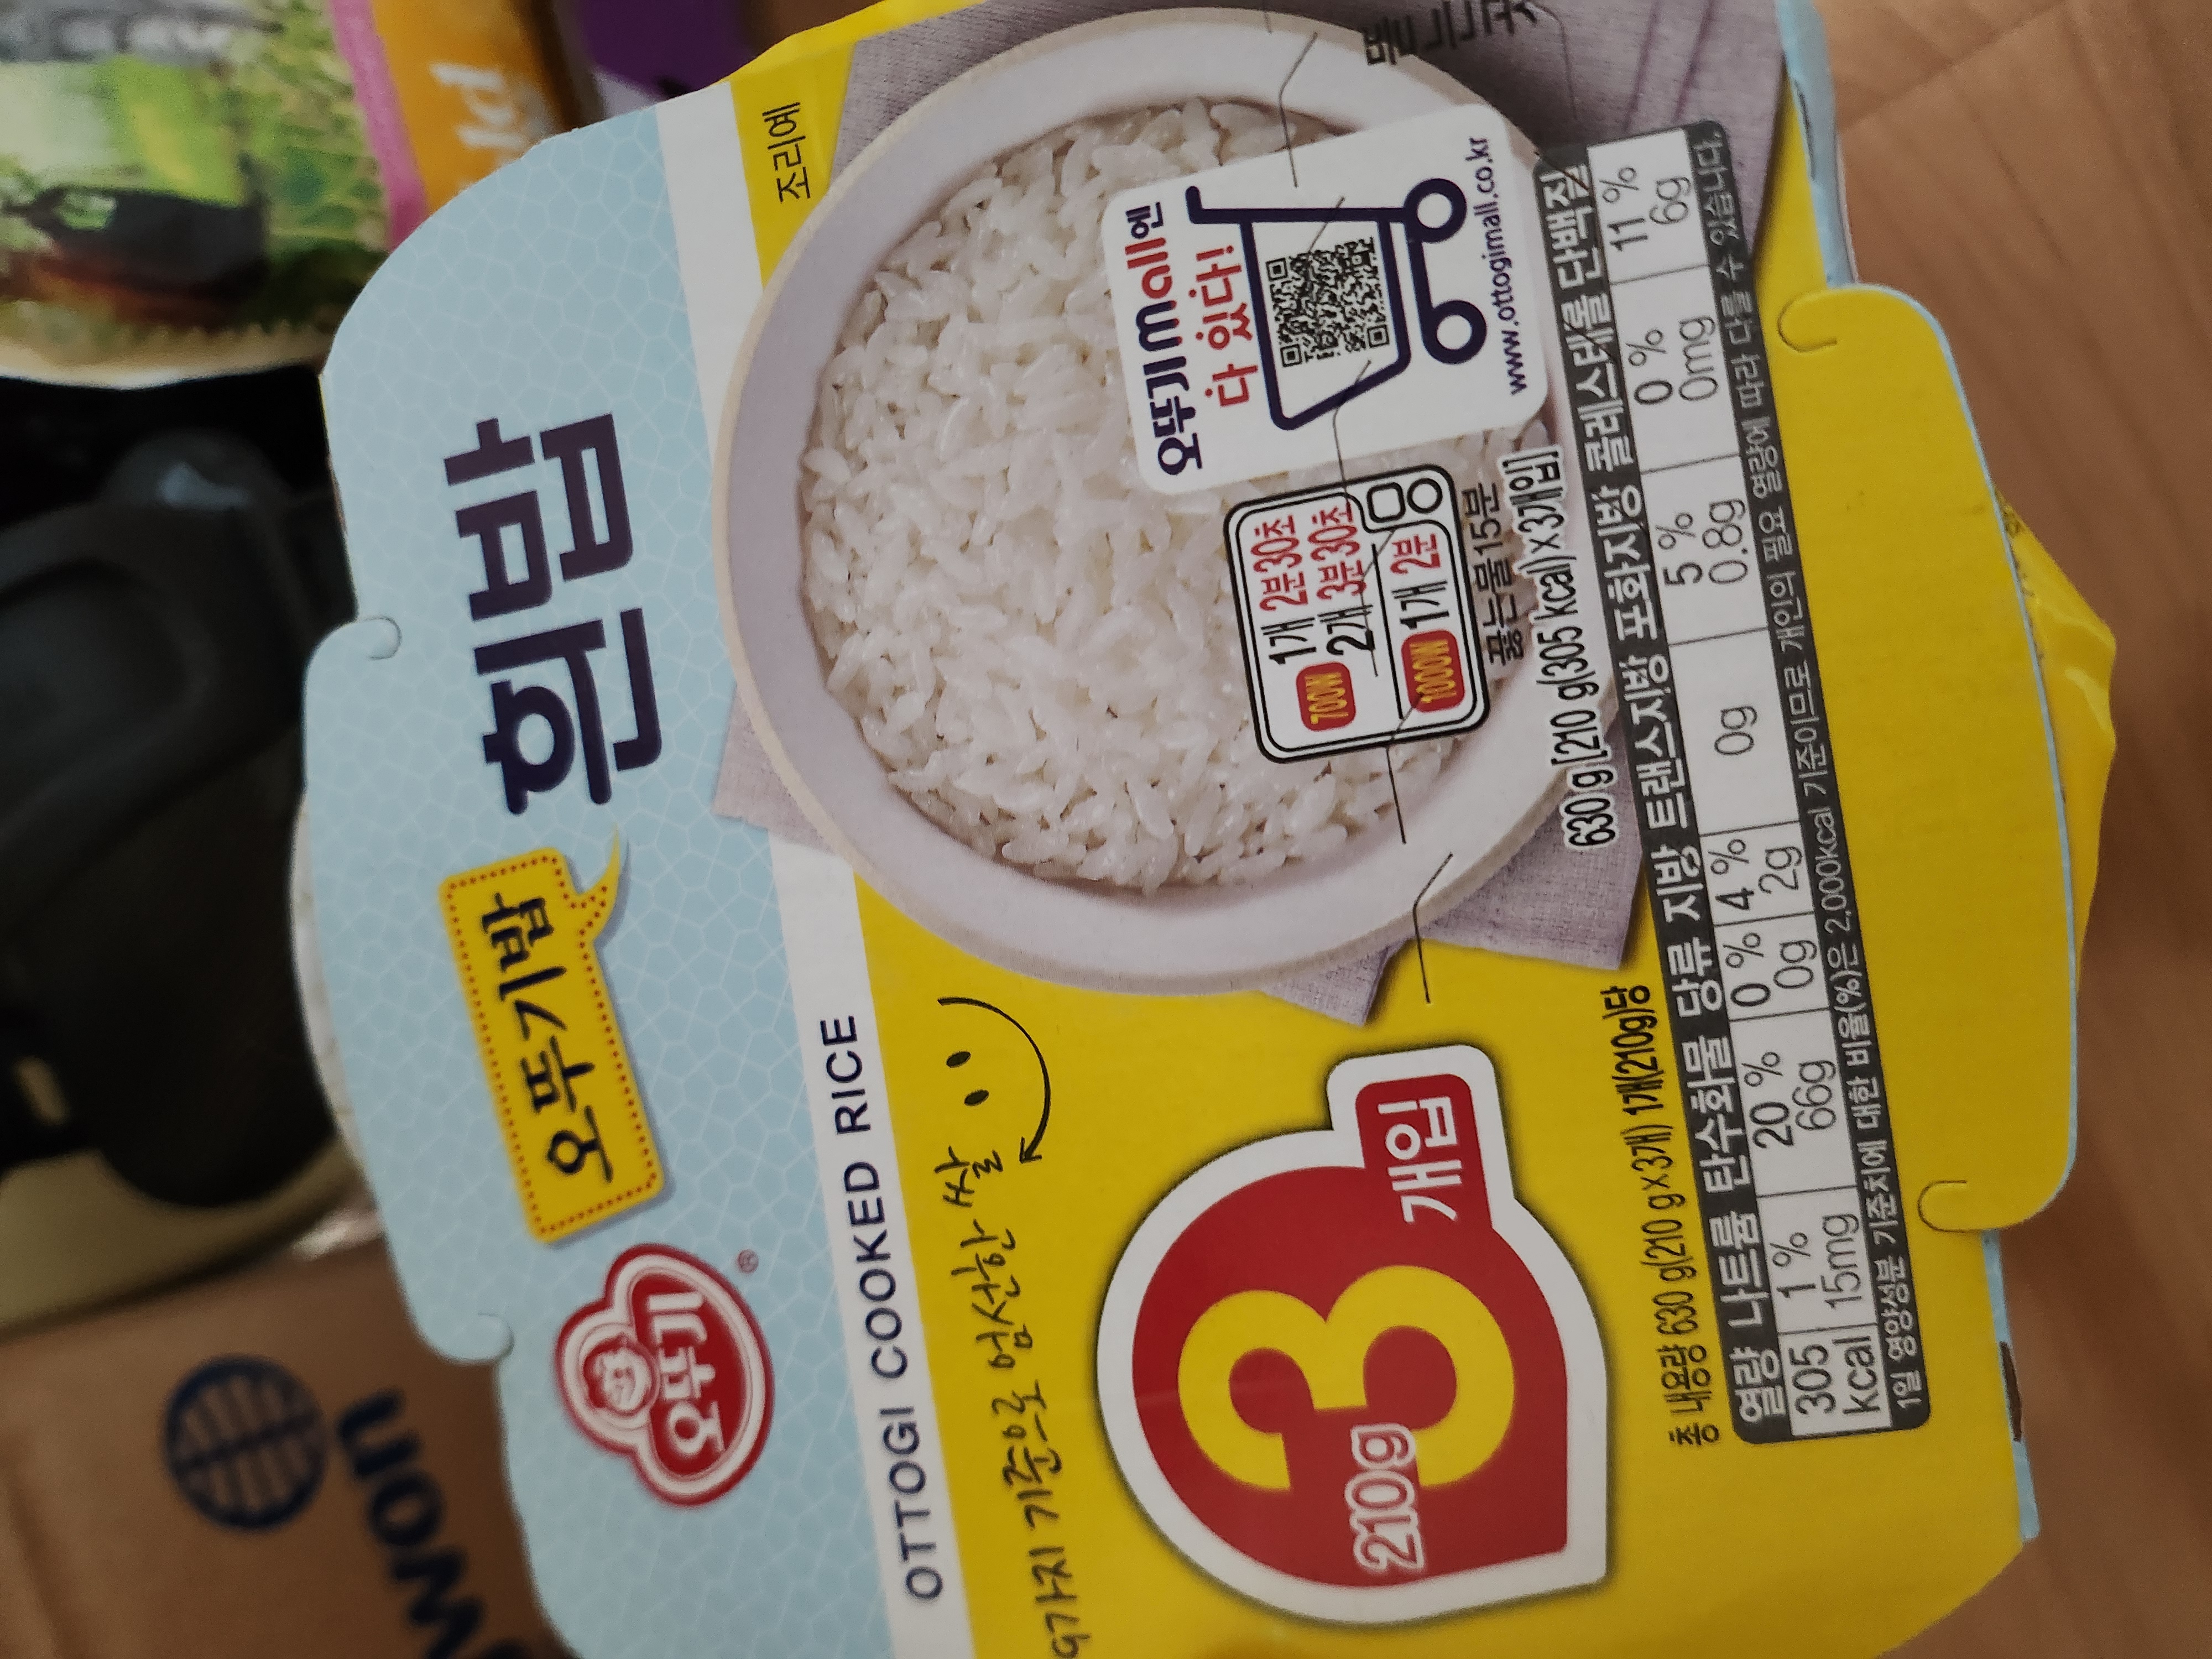 오뚜기
®
오뚜기밥
흰밥
OTTOGI COOKED RICE
조리예
9가지 기준으로 엄선한 쌀
3
210g
개입
오뚜기mall엔
다 있다!
www.ottogimall.co.kr
뜯는곳
700W 1개 2분30초
2개 3분30초
1000W 1개 2분
끓는물15분
630 g [210 g(305 kcal)x3개입]
총 내용량 630 g(210 g x 3개) 1개(210g)당
열량 나트륨 탄수화물 당류 지방 트랜스지방 포화지방 콜레스테롤 단백질
305 1 % 20 % 0 % 4 % 0g 5 % 0 % 11 %
kcal 15mg 66g 0g 2g 0.8g 0mg 6g
1일 영양성분 기준치에 대한 비율(%)은 2,000kcal 기준이므로 개인의 필요 열량에 따라 다를 수 있습니다.
won